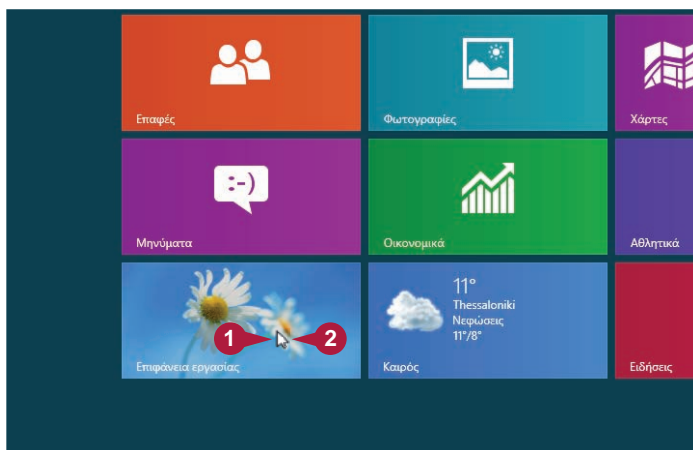 Επαφές
Φωτογραφίες
Χάρτες
:-)
Μηνύματα
Οικονομικά
Αθλητικά
11°
Thessaloniki
Νεφώσεις
11°/8°
1
2
Επιφάνεια εργασίας
Καιρός
Ειδήσεις